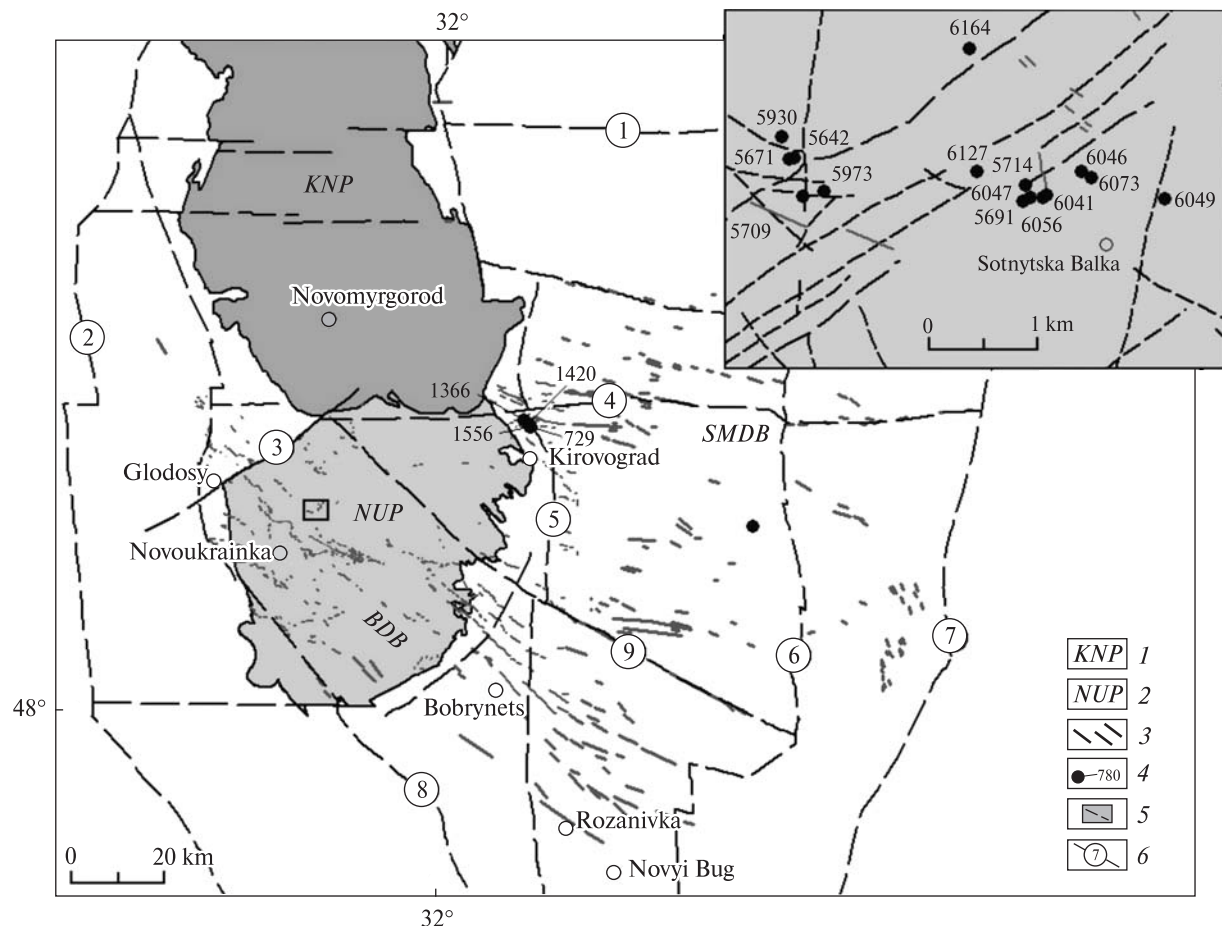 32°
6164
5930
5642
5671
5973
5709
6127
5714
6046
6047
6073
5691
6041
6049
6056
Sotnytska Balka
0 1 km
1
KNP
2
Novomyrgorod
1366
1420
4
1556
729
SMDB
3
Kirovograd
Glodosy
NUP
5
Novoukrainka
BDB
9
6
7
48°
Bobrynets
8
Rozanivka
0 20 km
Novyi Bug
32°
KNP 1
NUP 2
3
780 4
5
7 6